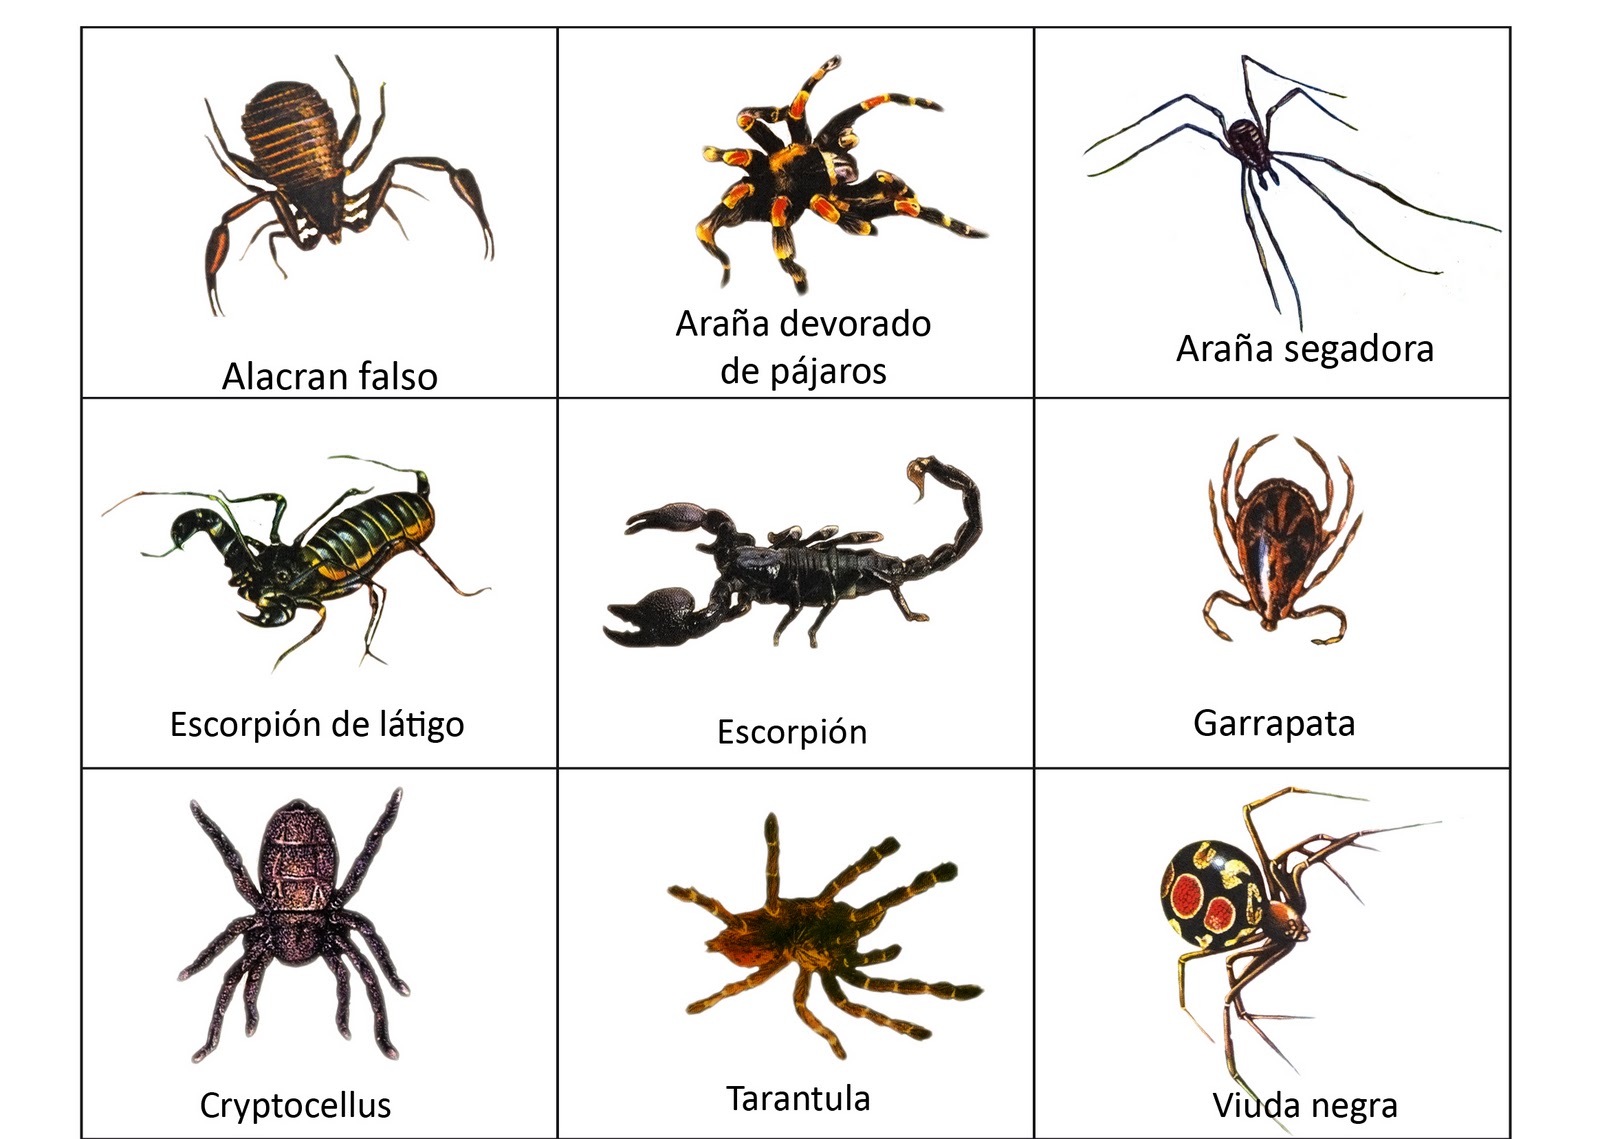 Alacran falso
Araña devorado
de pájaros
Araña segadora
Escorpión de látigo
Escorpión
Garrapata
Cryptocellus
Tarantula
Viuda negra